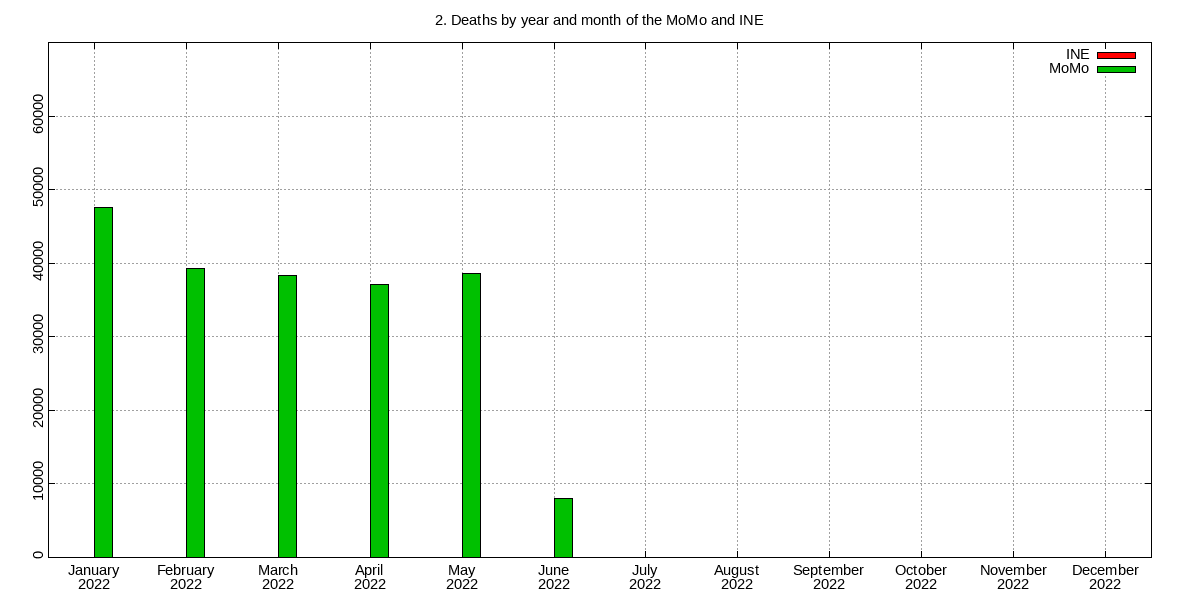 2. Deaths by year and month of the MoMo and INE
INE
MoMo
60000
50000
40000
30000
20000
10000
0
January February March April May June July August September October November December
2022 2022 2022 2022 2022 2022 2022 2022 2022 2022 2022 2022